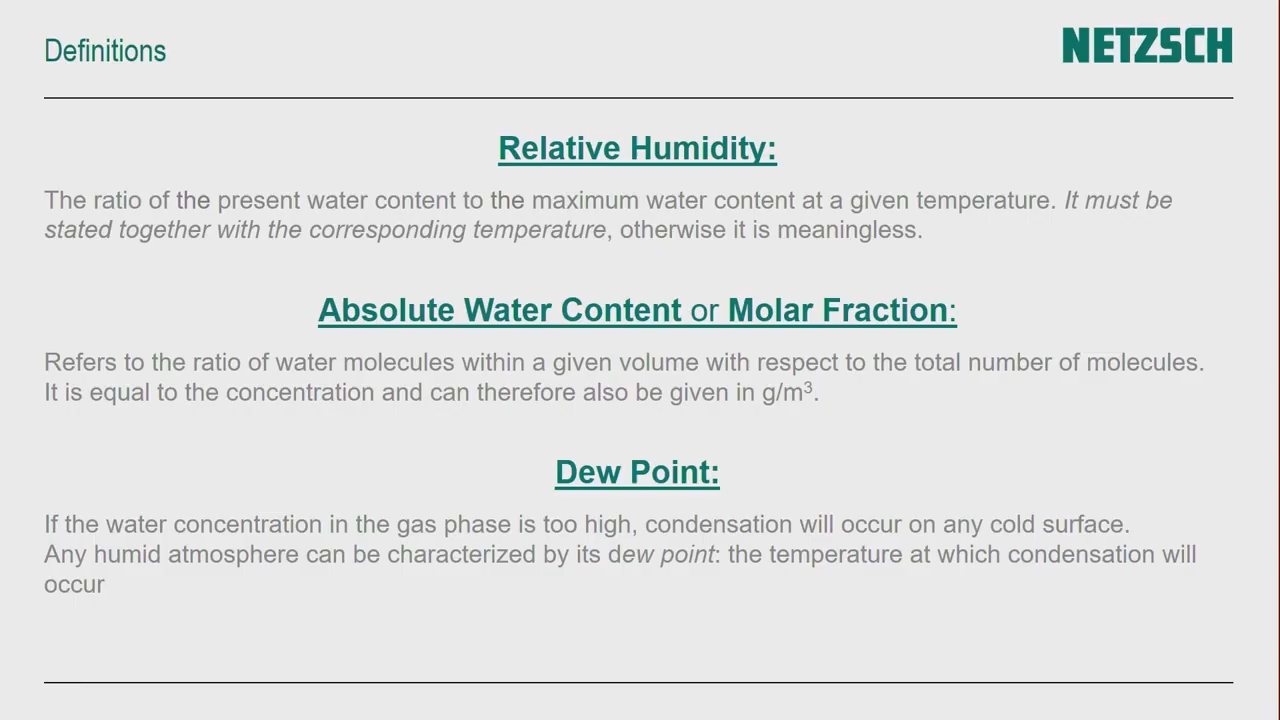 Definitions
NETZSCH
Relative Humidity:
The ratio of the present water content to the maximum water content at a given temperature. It must be
stated together with the corresponding temperature, otherwise it is meaningless.
Absolute Water Content or Molar Fraction:
Refers to the ratio of water molecules within a given volume with respect to the total number of molecules.
It is equal to the concentration and can therefore also be given in g/m³.
Dew Point:
If the water concentration in the gas phase is too high, condensation will occur on any cold surface.
Any humid atmosphere can be characterized by its dew point: the temperature at which condensation will
occur